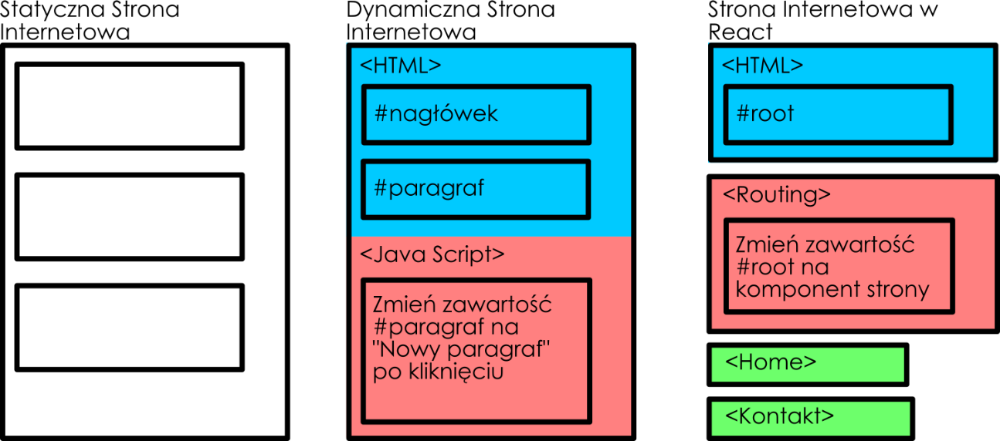 Statyczna Strona
Internetowa
Dynamiczna Strona
Internetowa
<HTML>
#nagłówek
#paragraf
<Java Script>
Zmień zawartość
#paragraf na
"Nowy paragraf"
po kliknięciu
Strona Internetowa w
React
<HTML>
#root
<Routing>
Zmień zawartość
#root na
komponent strony
<Home>
<Kontakt>